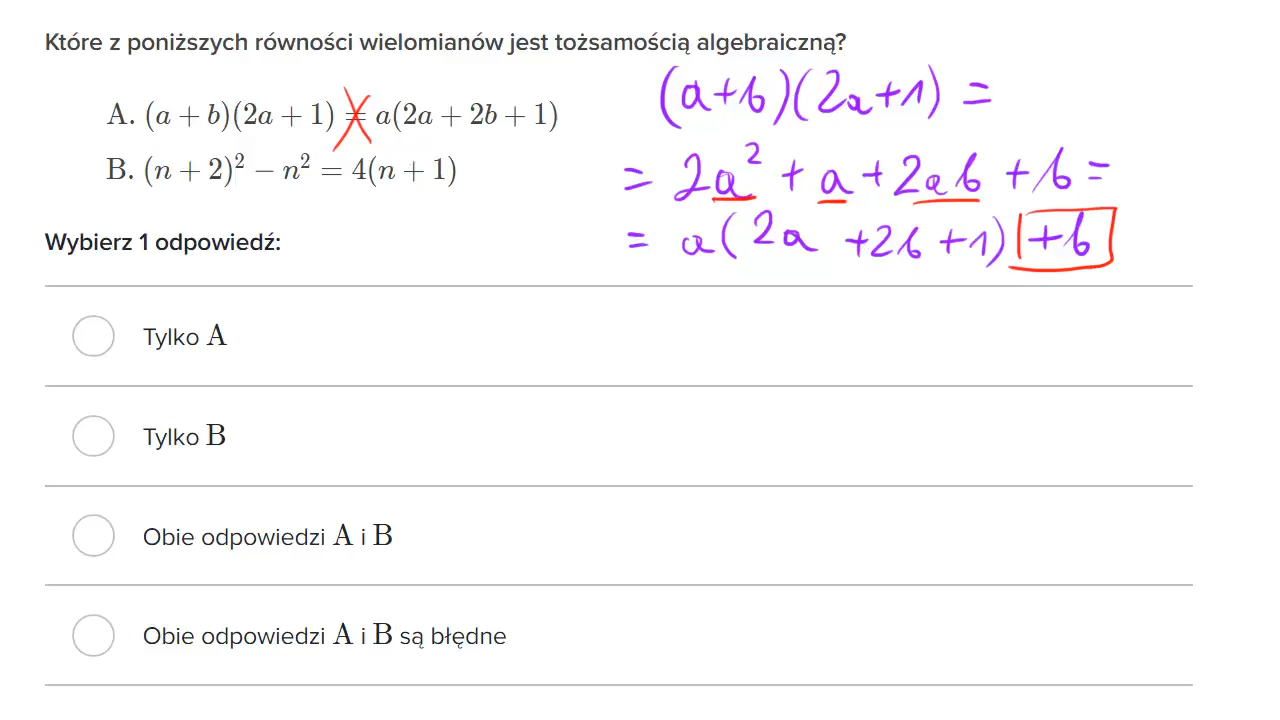 Które z poniższych równości wielomianów jest tożsamością algebraiczną?
A. (a + b)(2a + 1) = a(2a + 2b + 1)
B. (n + 2)² − n² = 4(n + 1)
(a+b)(2a+1) =
= 2a² + a + 2ab + b =
= a(2a + 2b + 1) + b
Wybierz 1 odpowiedź:
Tylko A
Tylko B
Obie odpowiedzi A i B
Obie odpowiedzi A i B są błędne